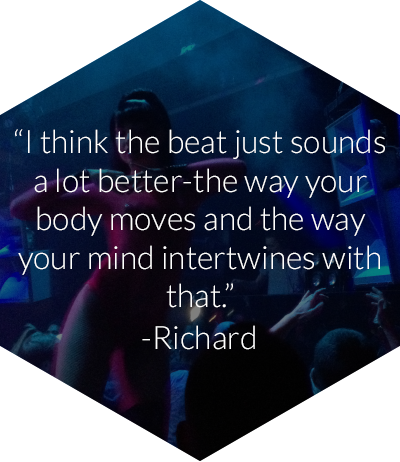 “I think the beat just sounds
a lot better-the way your
body moves and the way
your mind intertwines with
that.”
-Richard